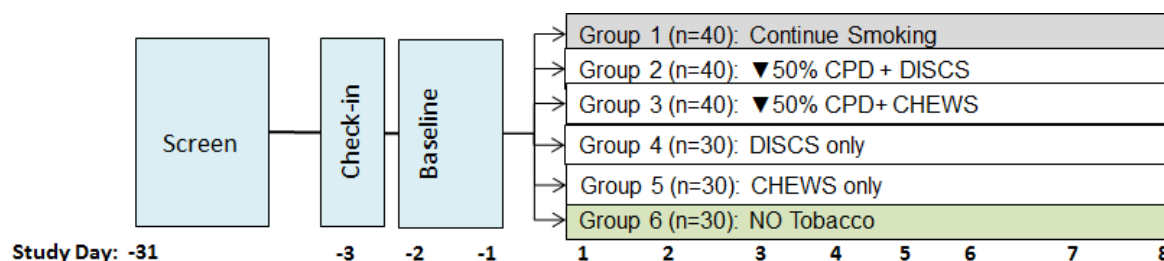 Screen
Check-in
Baseline
Group 1 (n=40): Continue Smoking
Group 2 (n=40): ▼50% CPD + DISCS
Group 3 (n=40): ▼50% CPD+ CHEWS
Group 4 (n=30): DISCS only
Group 5 (n=30): CHEWS only
Group 6 (n=30): NO Tobacco
Study Day: -31 -3 -2 -1 1 2 3 4 5 6 7 8